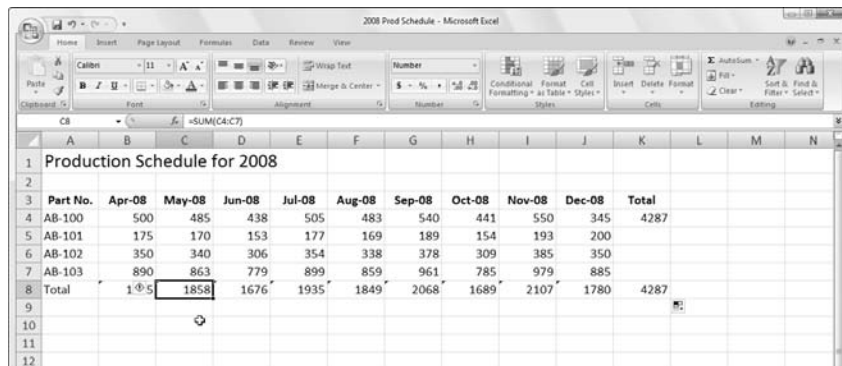 2008 Prod Schedule - Microsoft Excel
Home Insert Page Layout Formulas Data Review View
Calibri 11 A A Wrap Text Number Σ AutoSum
Paste B I U A Merge & Center $ % , Conditional Formatting Format as Table Cell Styles Insert Delete Format Fill Clear Sort & Filter Find & Select
Clipboard Font Alignment Number Styles Cells Editing
C8 fx =SUM(C4:C7)
A B C D E F G H I J K L M N
1 Production Schedule for 2008
2
3 Part No. Apr-08 May-08 Jun-08 Jul-08 Aug-08 Sep-08 Oct-08 Nov-08 Dec-08 Total
4 AB-100 500 485 438 505 483 540 441 550 345 4287
5 AB-101 175 170 153 177 169 189 154 193 200
6 AB-102 350 340 306 354 338 378 309 385 350
7 AB-103 890 863 779 899 859 961 785 979 885
8 Total 1 5 1858 1676 1935 1849 2068 1689 2107 1780 4287
9
10
11
12